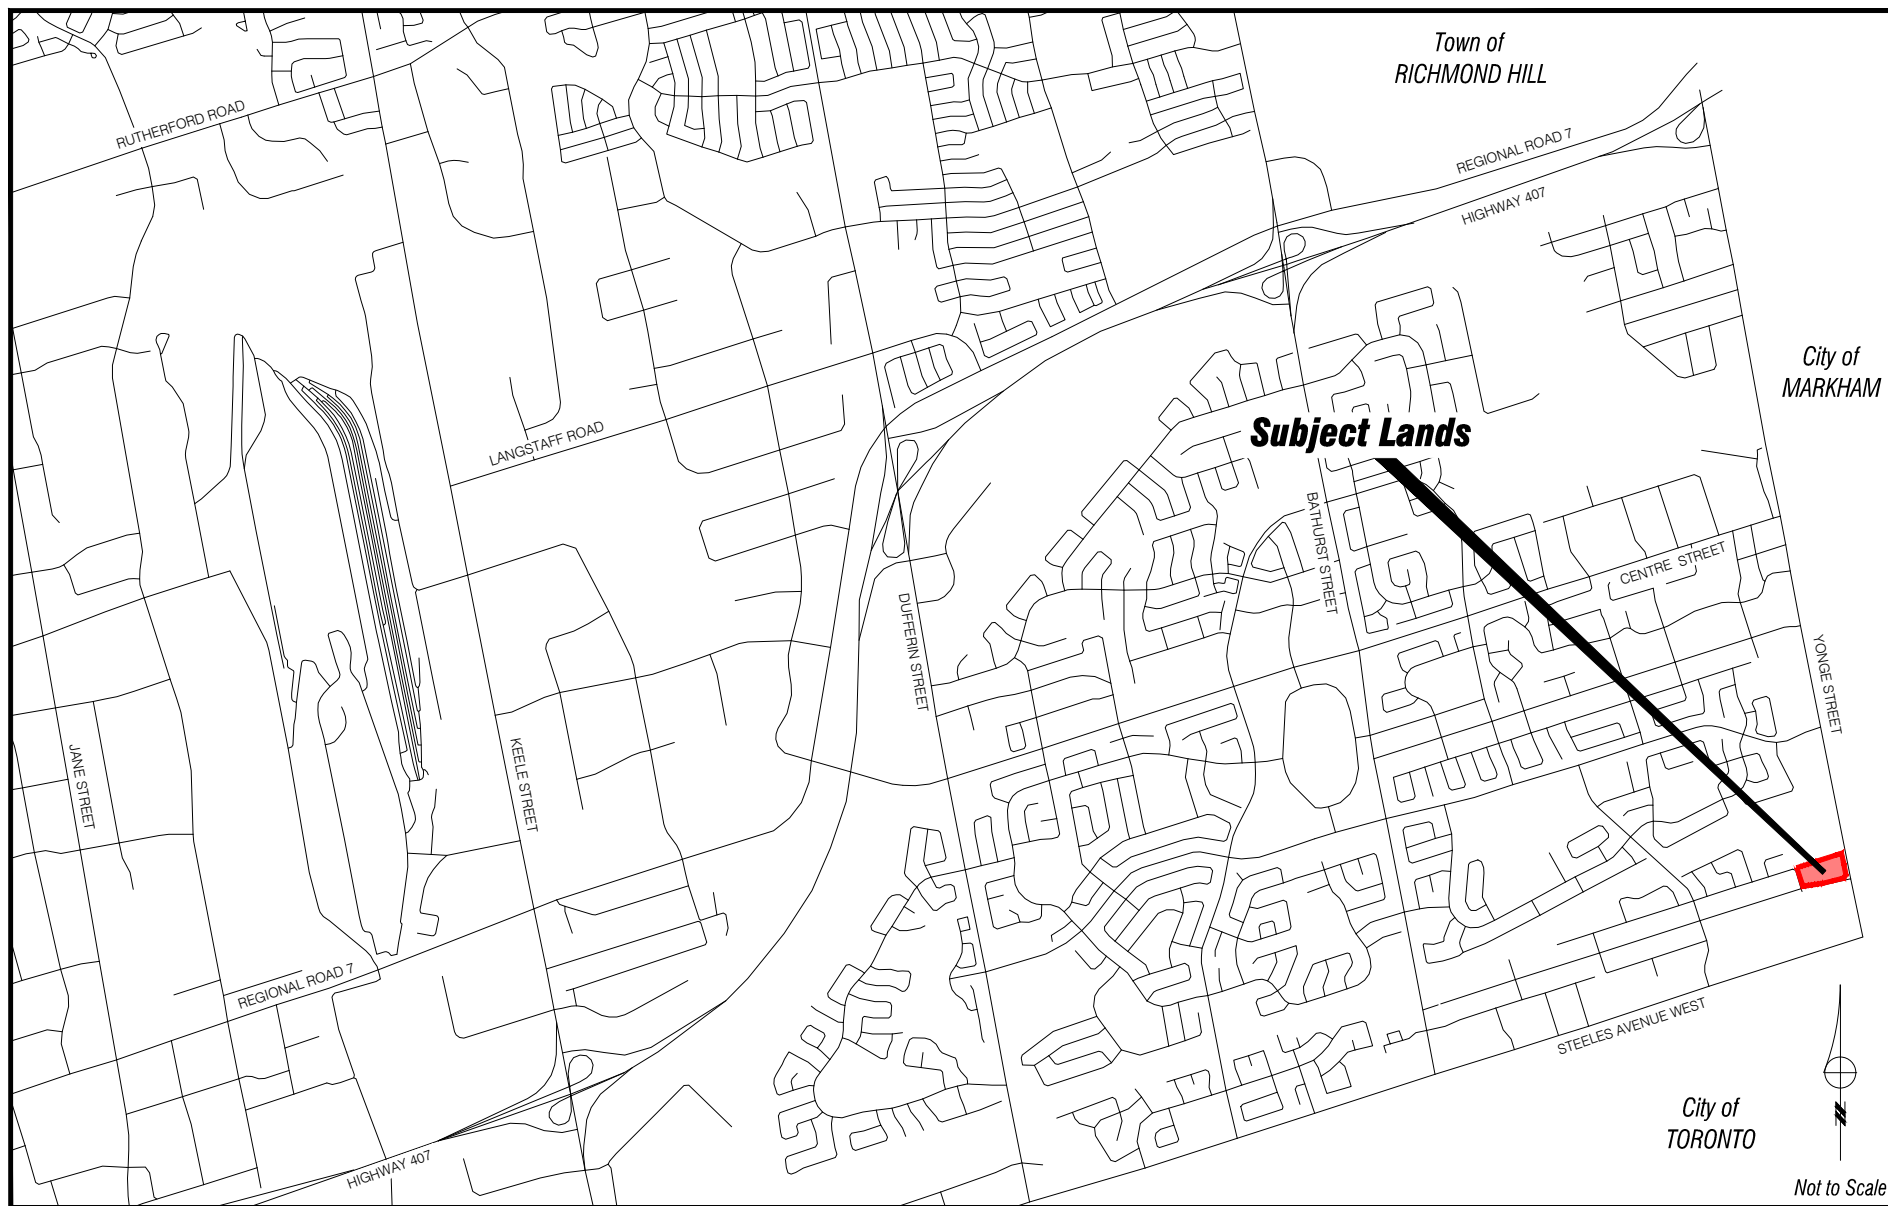 Town of
RICHMOND HILL
RUTHERFORD ROAD
REGIONAL ROAD 7
HIGHWAY 407
City of
MARKHAM
Subject Lands
LANGSTAFF ROAD
BATHURST STREET
CENTRE STREET
DUFFERIN STREET
YONGE STREET
JANE STREET
KEELE STREET
REGIONAL ROAD 7
STEELES AVENUE WEST
City of
TORONTO
HIGHWAY 407
Not to Scale